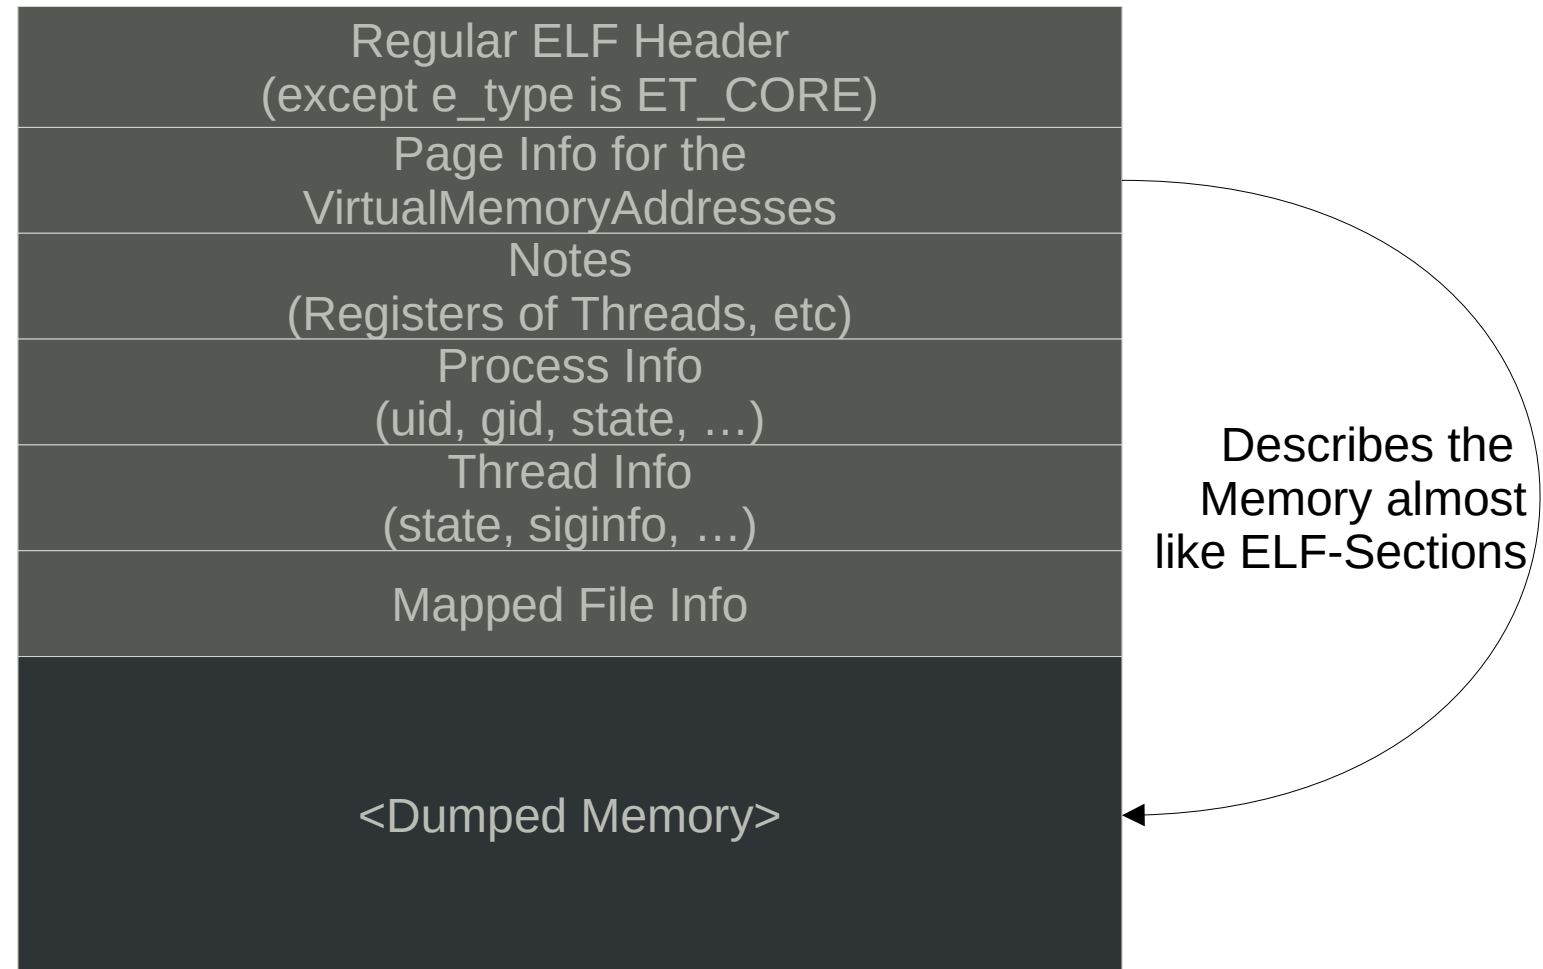 Regular ELF Header
(except e_type is ET_CORE)
Page Info for the
VirtualMemoryAddresses
Notes
(Registers of Threads, etc)
Process Info
(uid, gid, state, …)
Thread Info
(state, siginfo, …)
Mapped File Info
<Dumped Memory>
Describes the
Memory almost
like ELF-Sections